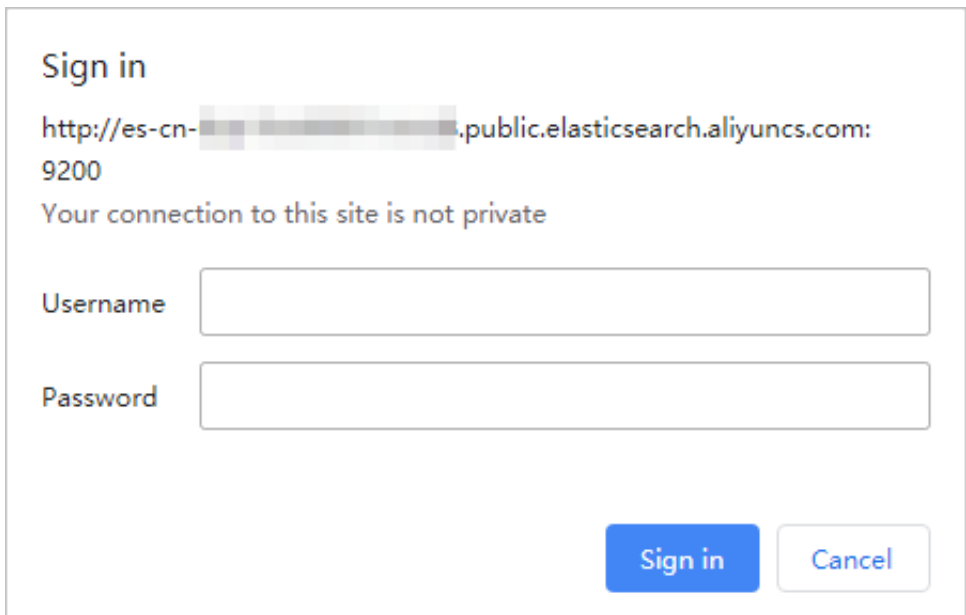 Sign in
http://es-cn- .public.elasticsearch.aliyuncs.com:
9200
Your connection to this site is not private
Username
Password
Sign in Cancel